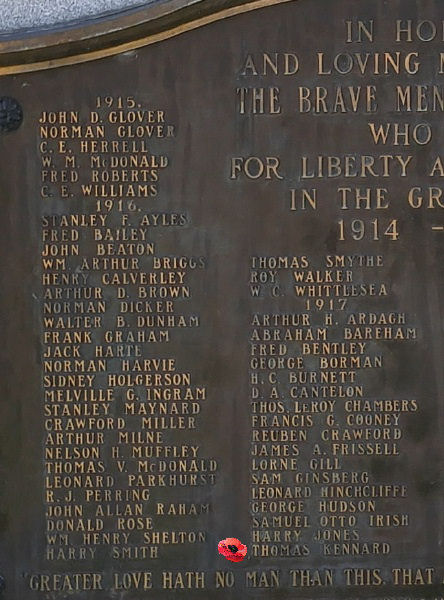 IN HO
AND LOVING
THE BRAVE MEN
WHO
FOR LIBERTY A
IN THE GR
1914 -
1915.
JOHN D. GLOVER
NORMAN GLOVER
C. E. HERRELL
W. M. McDONALD
FRED ROBERTS
C. E. WILLIAMS
1916.
STANLEY F. AYLES
FRED BAILEY
JOHN BEATON
WM. ARTHUR BRIGGS
HENRY CALVERLEY
ARTHUR D. BROWN
NORMAN DICKER
WALTER B. DUNHAM
FRANK GRAHAM
JACK HARTE
NORMAN HARVIE
SIDNEY HOLGERSON
MELVILLE G. INGRAM
STANLEY MAYNARD
CRAWFORD MILLER
ARTHUR MILNE
NELSON H. MUFFLEY
THOMAS V. McDONALD
LEONARD PARKHURST
R. J. PERRING
JOHN ALLAN RAHAM
DONALD ROSE
WM. HENRY SHELTON
HARRY SMITH
THOMAS SMYTHE
ROY WALKER
W. C. WHITTLESEA
1917.
ARTHUR H. ARDAGH
ABRAHAM BAREHAM
FRED BENTLEY
GEORGE BORMAN
H. C. BURNETT
D. A. CANTELON
THOS. LEROY CHAMBERS
FRANCIS G. COONEY
REUBEN CRAWFORD
JAMES A. FRISSELL
LORNE GILL
SAM GINSBERG
LEONARD HINCHCLIFFE
GEORGE HUDSON
SAMUEL OTTO IRISH
HARRY JONES
THOMAS KENNARD
"GREATER LOVE HATH NO MAN THAN THIS, THAT